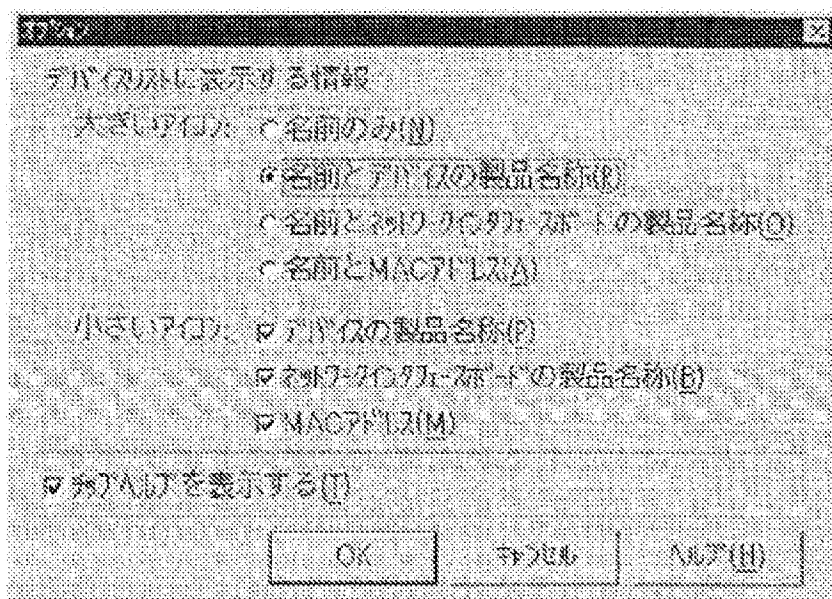 オプション
デバイスリストに表示する情報
大きいアイコン: 名前のみ(N)
名前とデバイスの製品名称(R)
名前とネットワークインタフェースボードの製品名称(O)
名前とMACアドレス(A)
小さいアイコン: デバイスの製品名称(P)
ネットワークインタフェースボードの製品名称(B)
MACアドレス(M)
チップヘルプを表示する(T)
OK キャンセル ヘルプ(H)